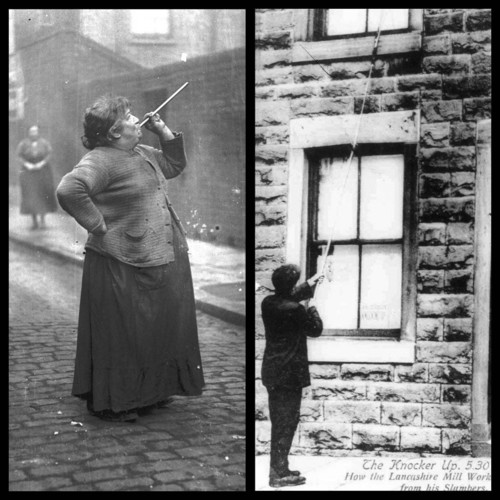 The Knocker Up. 5.30
How the Lancashire Mill Work
from his Slumbers.